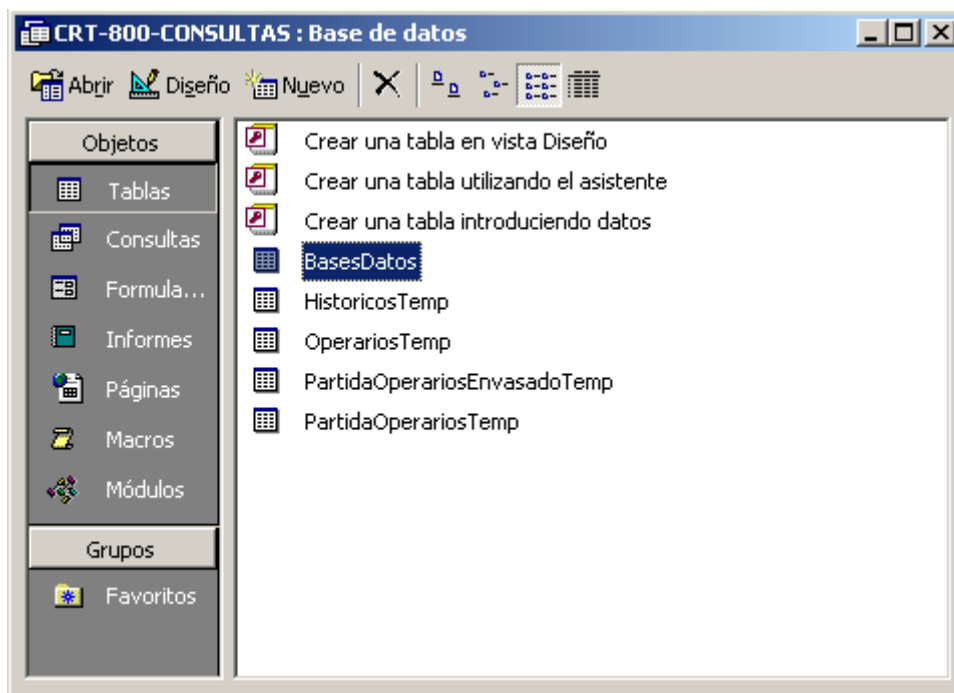 CRT-800-CONSULTAS : Base de datos
Abrir Diseño Nuevo
Objetos
Tablas
Consultas
Formula...
Informes
Páginas
Macros
Módulos
Grupos
Favoritos
Crear una tabla en vista Diseño
Crear una tabla utilizando el asistente
Crear una tabla introduciendo datos
BasesDatos
HistoricosTemp
OperariosTemp
PartidaOperariosEnvasadoTemp
PartidaOperariosTemp